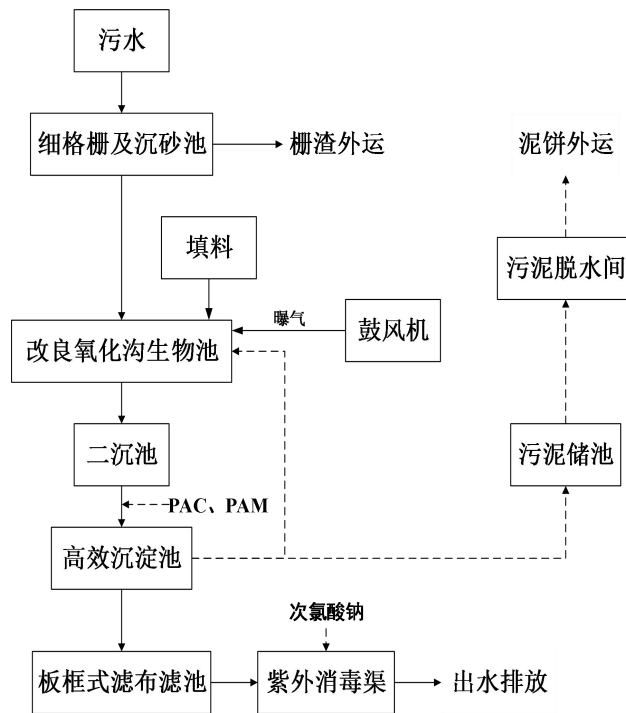 污水
细格栅及沉砂池
栅渣外运
泥饼外运
填料
污泥脱水间
曝气
鼓风机
改良氧化沟生物池
二沉池
污泥储池
PAC、PAM
高效沉淀池
次氯酸钠
板框式滤布滤池
紫外消毒渠
出水排放